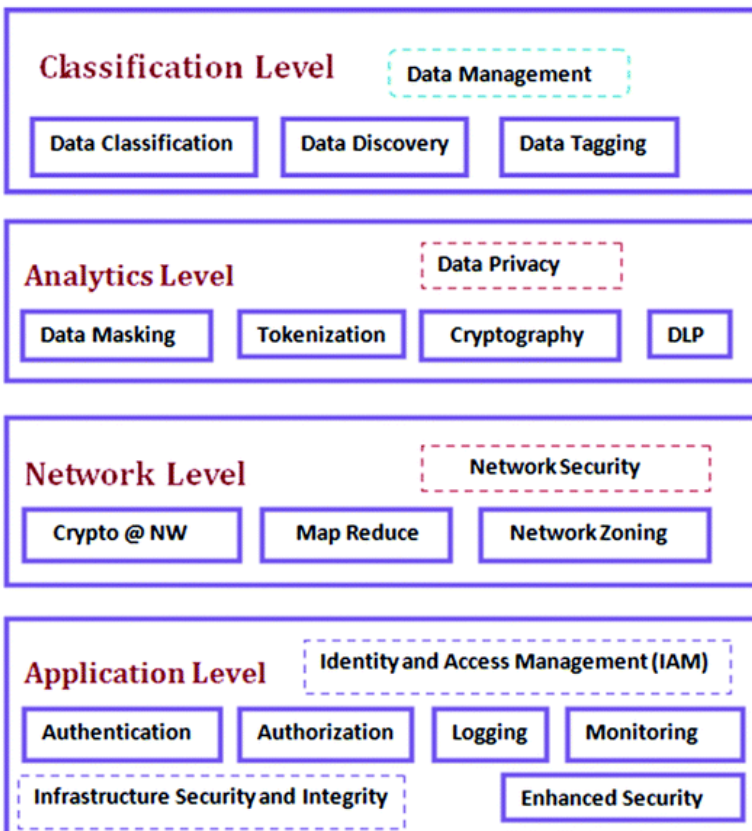 Classification Level
Data Management
Data Classification
Data Discovery
Data Tagging
Analytics Level
Data Privacy
Data Masking
Tokenization
Cryptography
DLP
Network Level
Network Security
Crypto @ NW
Map Reduce
Network Zoning
Application Level
Identity and Access Management (IAM)
Authentication
Authorization
Logging
Monitoring
Infrastructure Security and Integrity
Enhanced Security